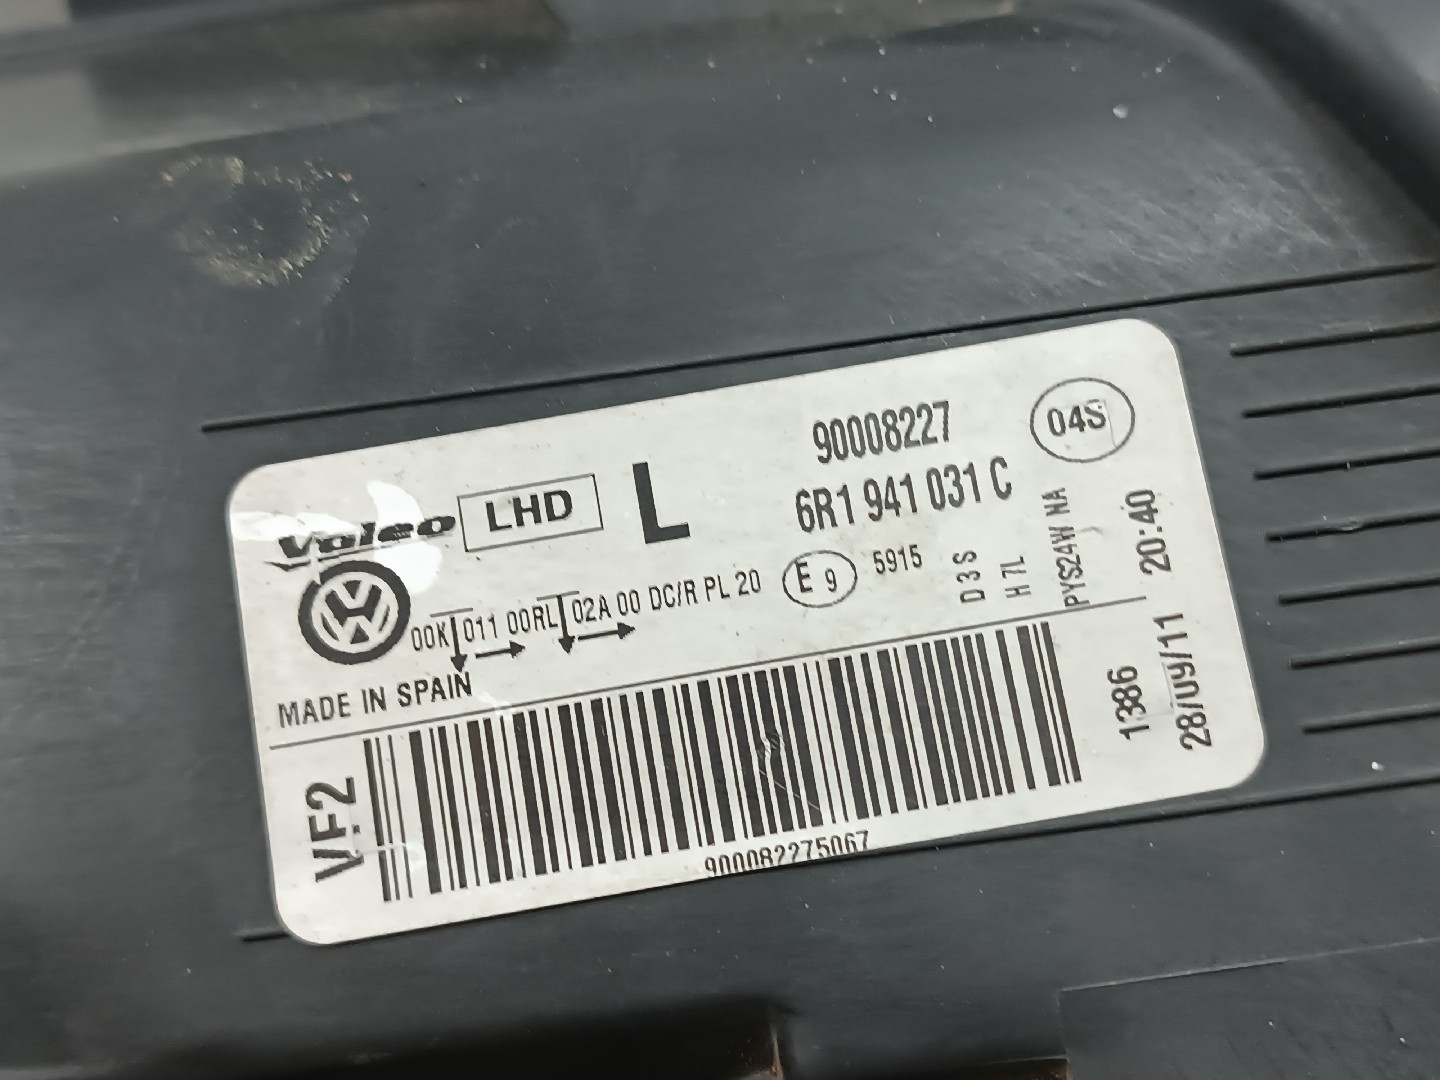 90008227
04S
Valeo LHD L
6R1 941 031 C
00K 011 00RL 02A 00 DC/R PL 20
E 9
5915
D3S
H7L
PYS24W NA
20:40
MADE IN SPAIN
VF2
1386
28/09/11
900082275067